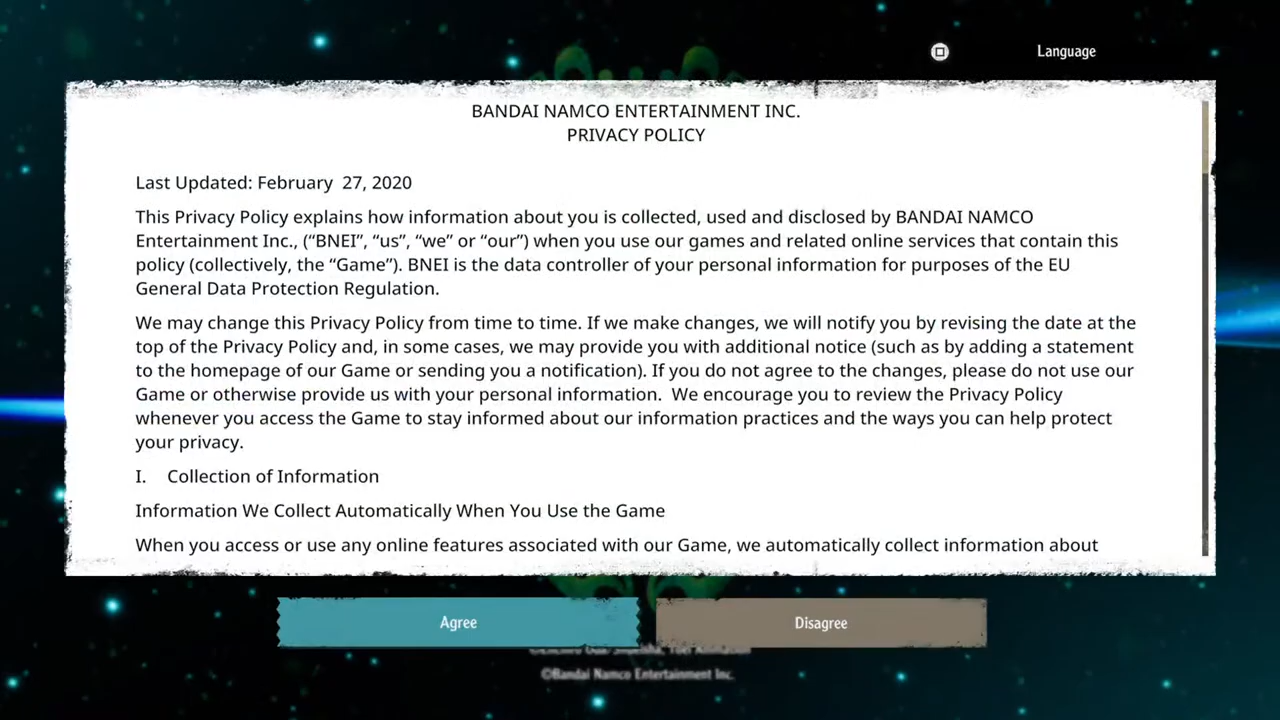 Language
BANDAI NAMCO ENTERTAINMENT INC.
PRIVACY POLICY
Last Updated: February  27, 2020
This Privacy Policy explains how information about you is collected, used and disclosed by BANDAI NAMCO
Entertainment Inc., (“BNEI”, “us”, “we” or “our”) when you use our games and related online services that contain this
policy (collectively, the “Game”). BNEI is the data controller of your personal information for purposes of the EU
General Data Protection Regulation.
We may change this Privacy Policy from time to time. If we make changes, we will notify you by revising the date at the
top of the Privacy Policy and, in some cases, we may provide you with additional notice (such as by adding a statement
to the homepage of our Game or sending you a notification). If you do not agree to the changes, please do not use our
Game or otherwise provide us with your personal information.  We encourage you to review the Privacy Policy
whenever you access the Game to stay informed about our information practices and the ways you can help protect
your privacy.
I.    Collection of Information
Information We Collect Automatically When You Use the Game
When you access or use any online features associated with our Game, we automatically collect information about
Agree
Disagree
©Bandai Namco Entertainment Inc.